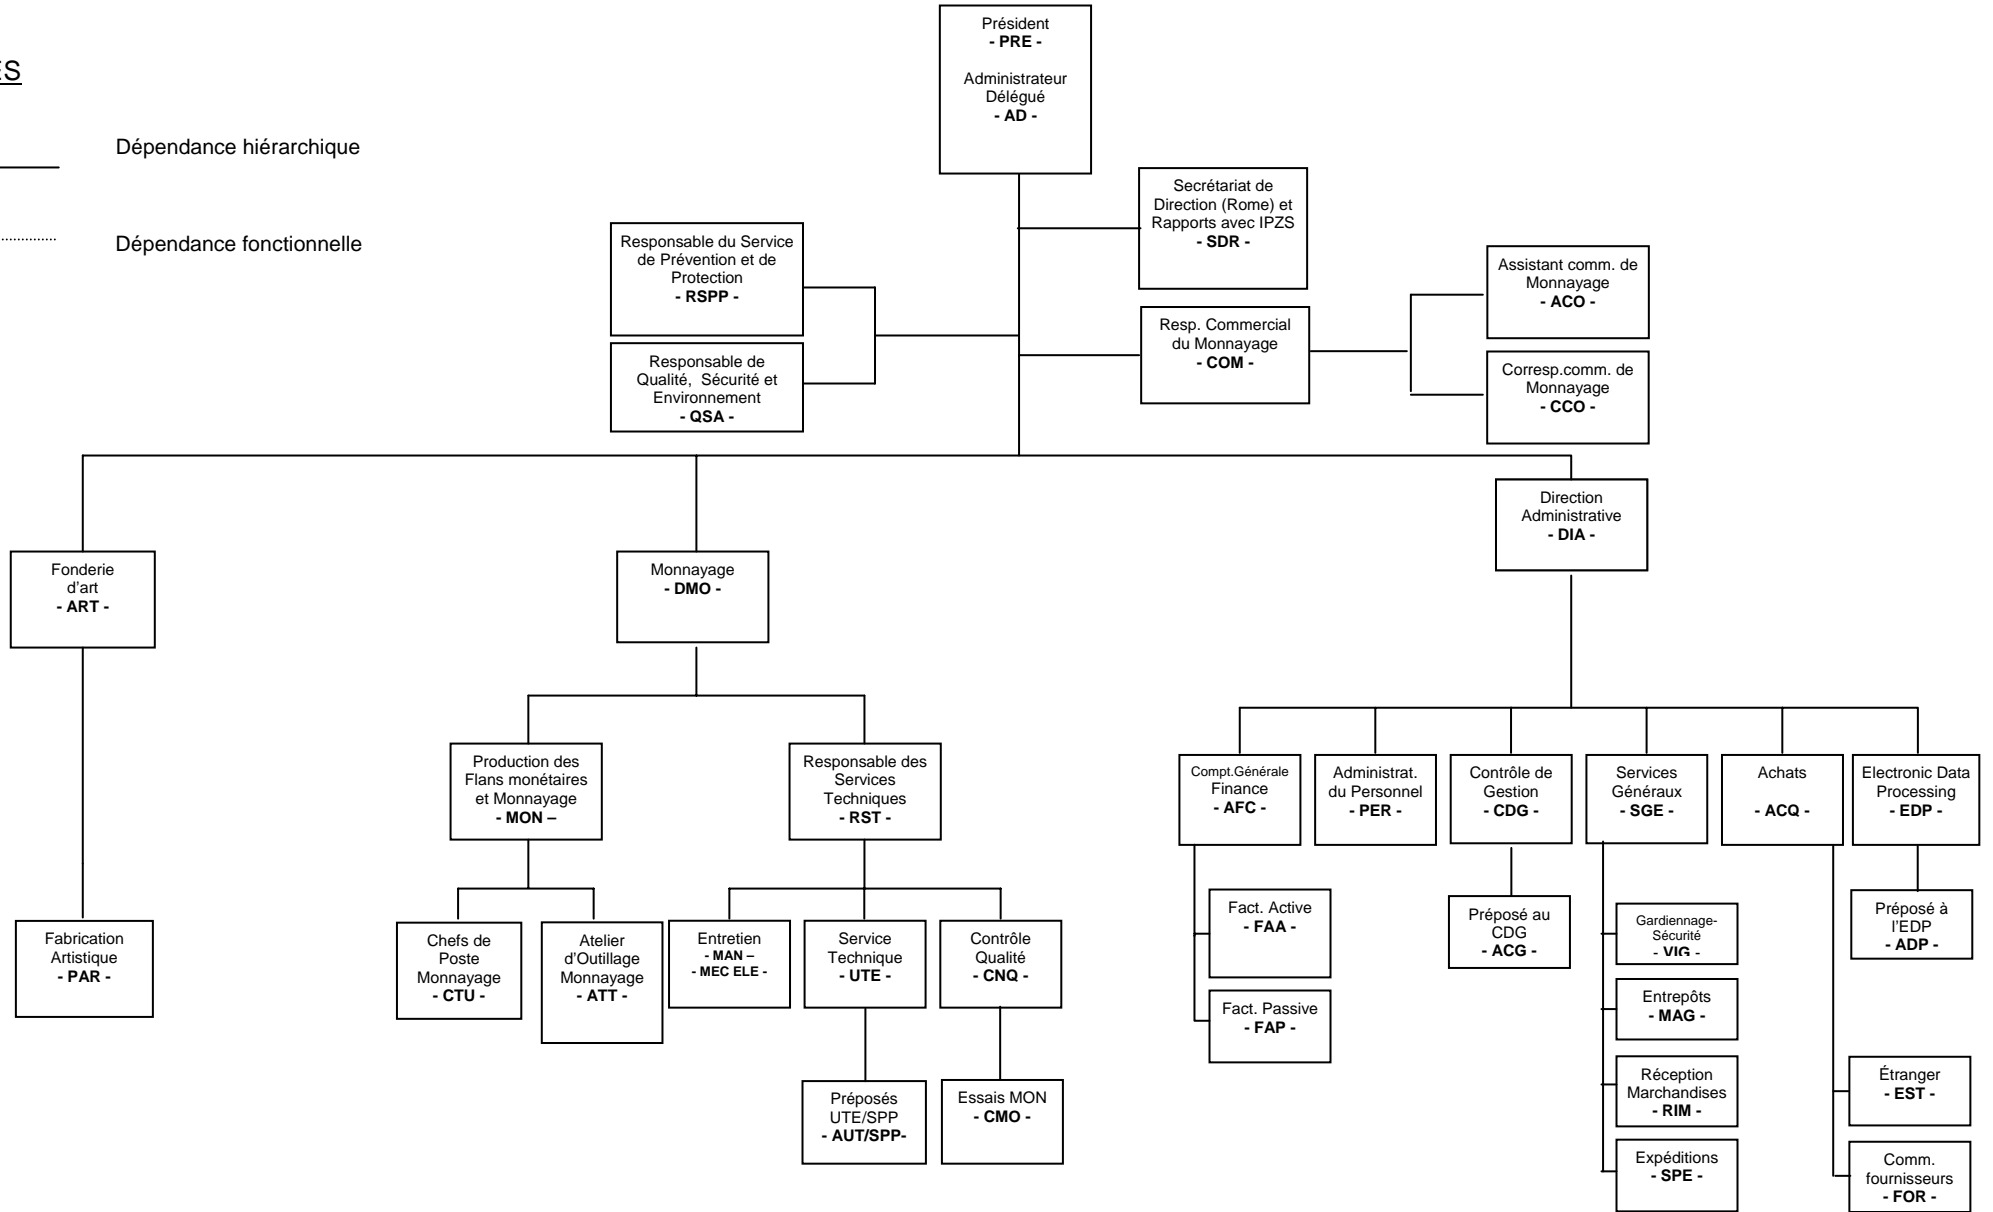 Président
- PRE -
Administrateur
Délégué
- AD -
ES
Dépendance hiérarchique
Dépendance fonctionnelle
Secrétariat de
Direction (Rome) et
Rapports avec IPZS
- SDR -
Responsable du Service
de Prévention et de
Protection
- RSPP -
Responsable de
Qualité, Sécurité et
Environnement
- QSA -
Resp. Commercial
du Monnayage
- COM -
Assistant comm. de
Monnayage
- ACO -
Corresp.comm. de
Monnayage
- CCO -
Direction
Administrative
- DIA -
Fonderie
d'art
- ART -
Monnayage
- DMO -
Production des
Flans monétaires
et Monnayage
- MON –
Responsable des
Services
Techniques
- RST -
Compt.Générale
Finance
- AFC -
Administrat.
du Personnel
- PER -
Contrôle de
Gestion
- CDG -
Services
Généraux
- SGE -
Achats
- ACQ -
Electronic Data
Processing
- EDP -
Fabrication
Artistique
- PAR -
Chefs de
Poste
Monnayage
- CTU -
Atelier
d'Outillage
Monnayage
- ATT -
Entretien
- MAN –
- MEC ELE -
Service
Technique
- UTE -
Contrôle
Qualité
- CNQ -
Préposés
UTE/SPP
- AUT/SPP-
Essais MON
- CMO -
Fact. Active
- FAA -
Fact. Passive
- FAP -
Préposé au
CDG
- ACG -
Gardiennage-
Sécurité
- VIG -
Entrepôts
- MAG -
Réception
Marchandises
- RIM -
Expéditions
- SPE -
Préposé à
l'EDP
- ADP -
Étranger
- EST -
Comm.
fournisseurs
- FOR -